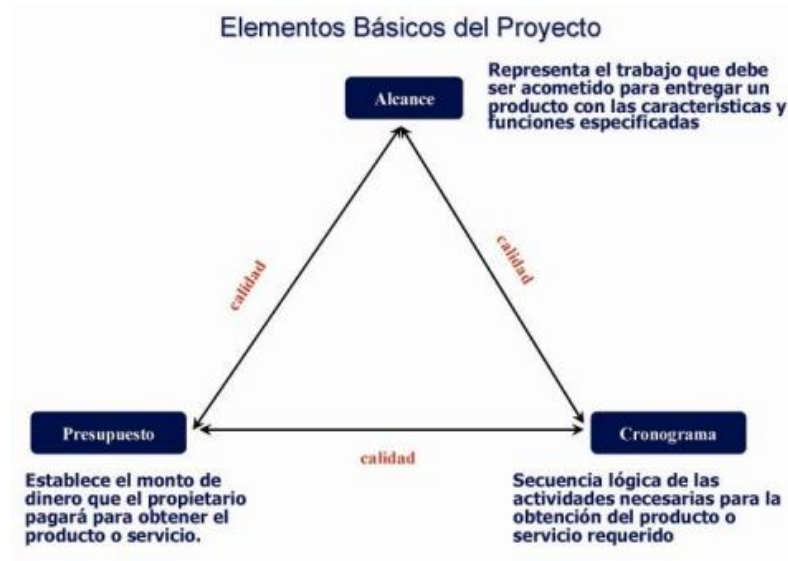 Elementos Básicos del Proyecto
Alcance
Representa el trabajo que debe
ser acometido para entregar un
producto con las características y
funciones especificadas
calidad
calidad
Presupuesto
calidad
Cronograma
Establece el monto de
dinero que el propietario
pagará para obtener el
producto o servicio.
Secuencia lógica de las
actividades necesarias para la
obtención del producto o
servicio requerido